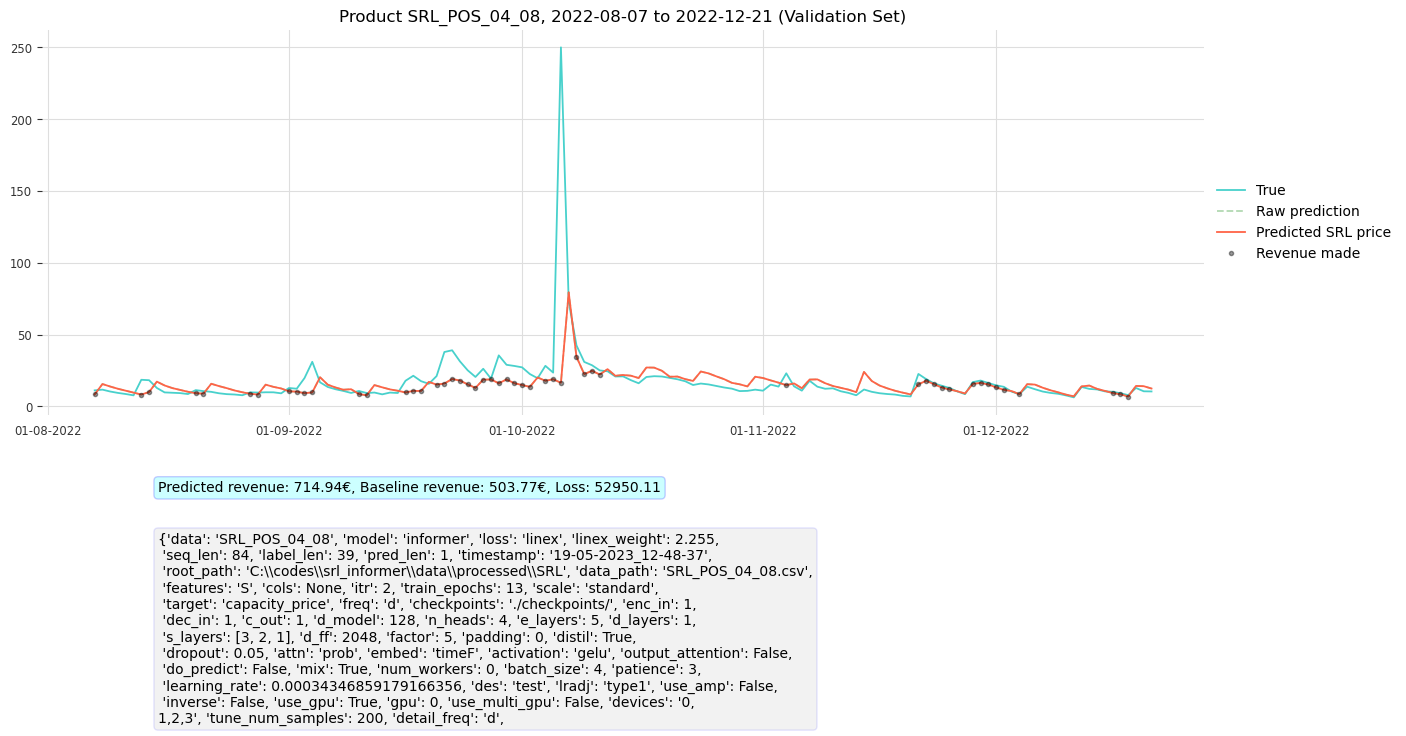 Product SRL_POS_04_08, 2022-08-07 to 2022-12-21 (Validation Set)
250
200
150
100
50
0
01-08-2022 01-09-2022 01-10-2022 01-11-2022 01-12-2022
True
Raw prediction
Predicted SRL price
Revenue made
Predicted revenue: 714.94€, Baseline revenue: 503.77€, Loss: 52950.11
{'data': 'SRL_POS_04_08', 'model': 'informer', 'loss': 'linex', 'linex_weight': 2.255,
'seq_len': 84, 'label_len': 39, 'pred_len': 1, 'timestamp': '19-05-2023_12-48-37',
'root_path': 'C:\\codes\\srl_informer\\data\\processed\\SRL', 'data_path': 'SRL_POS_04_08.csv',
'features': 'S', 'cols': None, 'itr': 2, 'train_epochs': 13, 'scale': 'standard',
'target': 'capacity_price', 'freq': 'd', 'checkpoints': './checkpoints/', 'enc_in': 1,
'dec_in': 1, 'c_out': 1, 'd_model': 128, 'n_heads': 4, 'e_layers': 5, 'd_layers': 1,
's_layers': [3, 2, 1], 'd_ff': 2048, 'factor': 5, 'padding': 0, 'distil': True,
'dropout': 0.05, 'attn': 'prob', 'embed': 'timeF', 'activation': 'gelu', 'output_attention': False,
'do_predict': False, 'mix': True, 'num_workers': 0, 'batch_size': 4, 'patience': 3,
'learning_rate': 0.00034346859179166356, 'des': 'test', 'lradj': 'type1', 'use_amp': False,
'inverse': False, 'use_gpu': True, 'gpu': 0, 'use_multi_gpu': False, 'devices': '0,
1,2,3', 'tune_num_samples': 200, 'detail_freq': 'd',